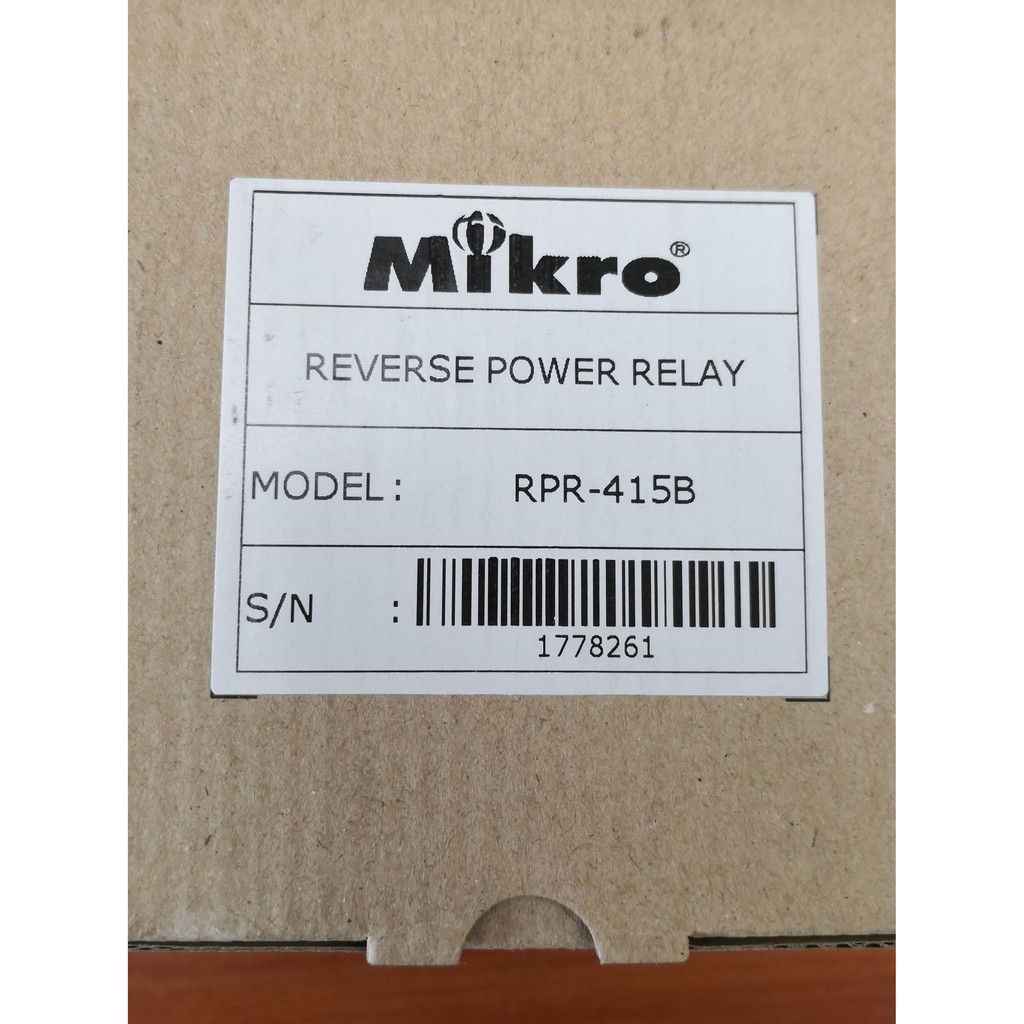 Mikro®
REVERSE POWER RELAY
MODEL : RPR-415B
S/N :
1778261